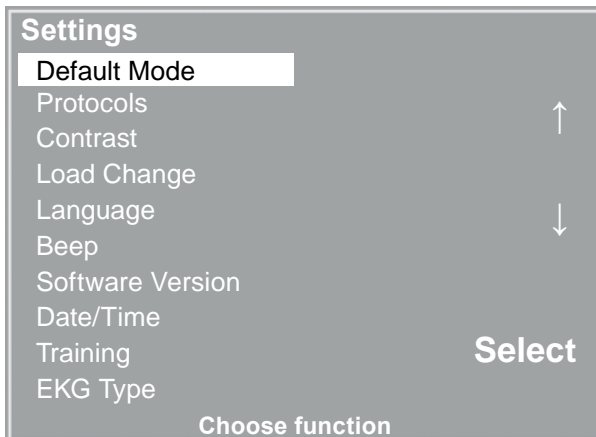 Settings
Default Mode
Protocols
Contrast
Load Change
Language
Beep
Software Version
Date/Time
Training
Select
EKG Type
Choose function